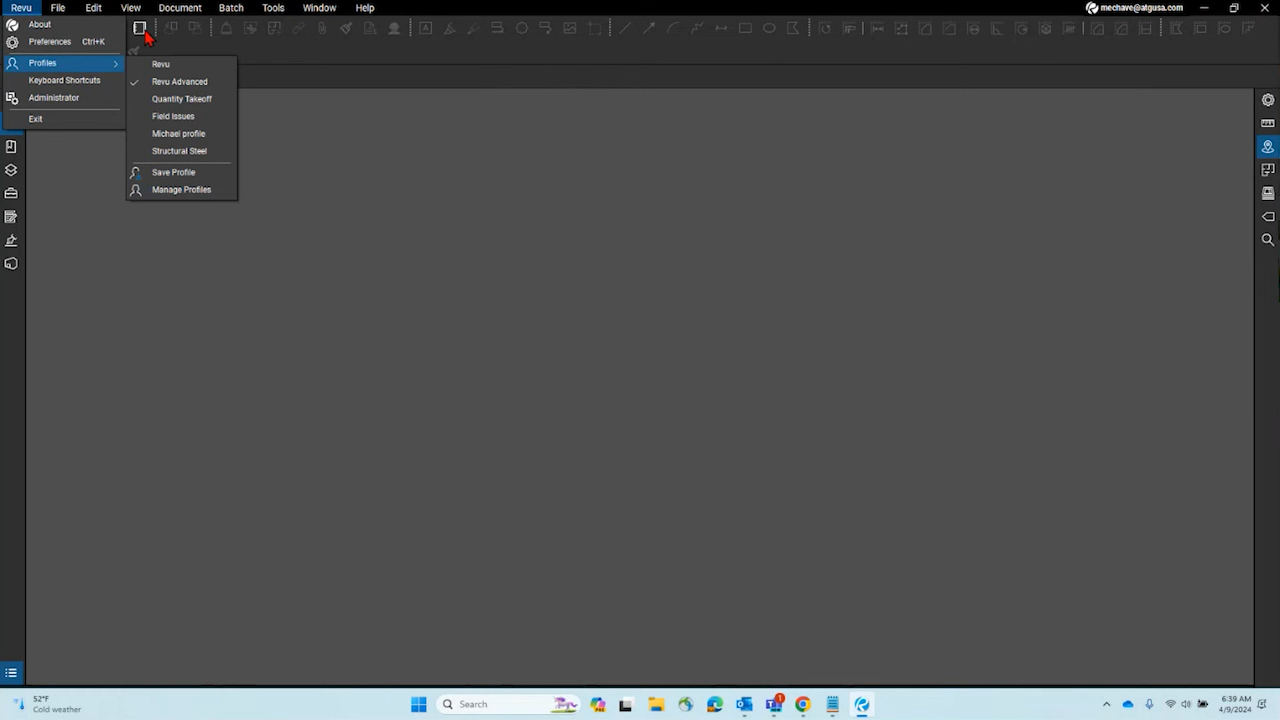 Revu File Edit View Document Batch Tools Window Help mechave@atgusa.com
About
Preferences Ctrl+K
Profiles
Keyboard Shortcuts
Administrator
Exit
Revu
Revu Advanced
Quantity Takeoff
Field Issues
Michael profile
Structural Steel
Save Profile
Manage Profiles
52°F
Cold weather
Search
1
6:39 AM
4/9/2024